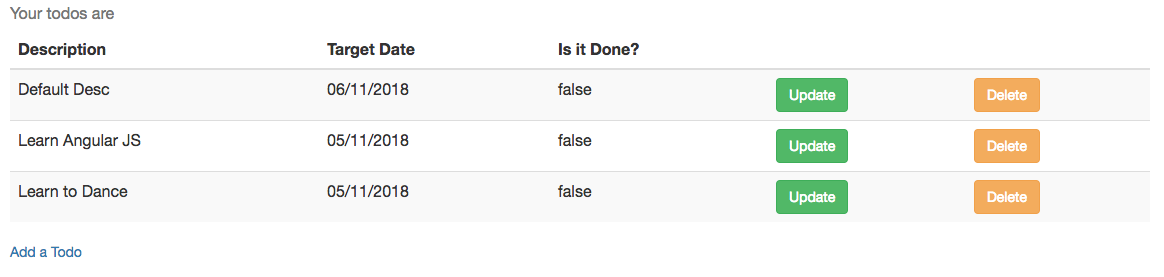 Your todos are
Description Target Date Is it Done?
Default Desc 06/11/2018 false Update Delete
Learn Angular JS 05/11/2018 false Update Delete
Learn to Dance 05/11/2018 false Update Delete
Add a Todo